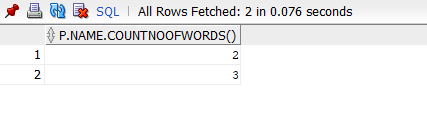 SQL | All Rows Fetched: 2 in 0.076 seconds
P.NAME.COUNTNOOFWORDS()
1 2
2 3